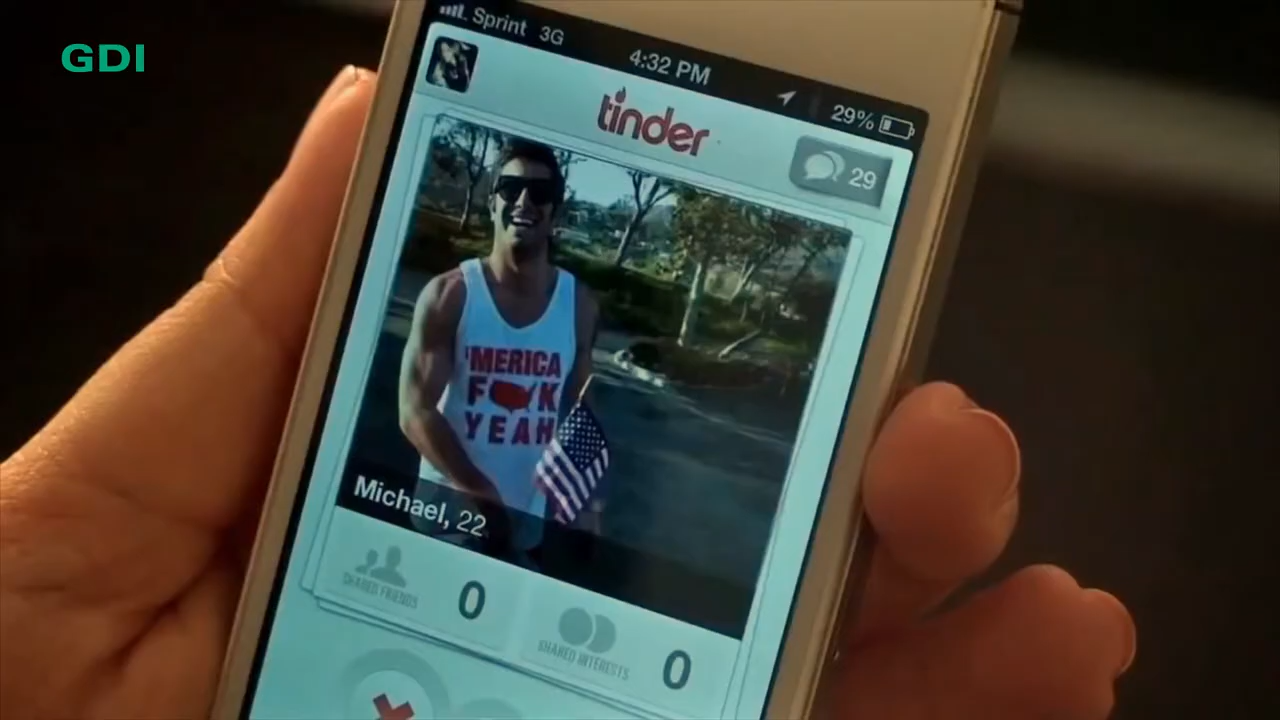 GDI
Sprint 3G
4:32 PM
29%
tinder
29
'MERICA
F K
YEAH
Michael, 22
SHARED FRIENDS
0
SHARED INTERESTS
0